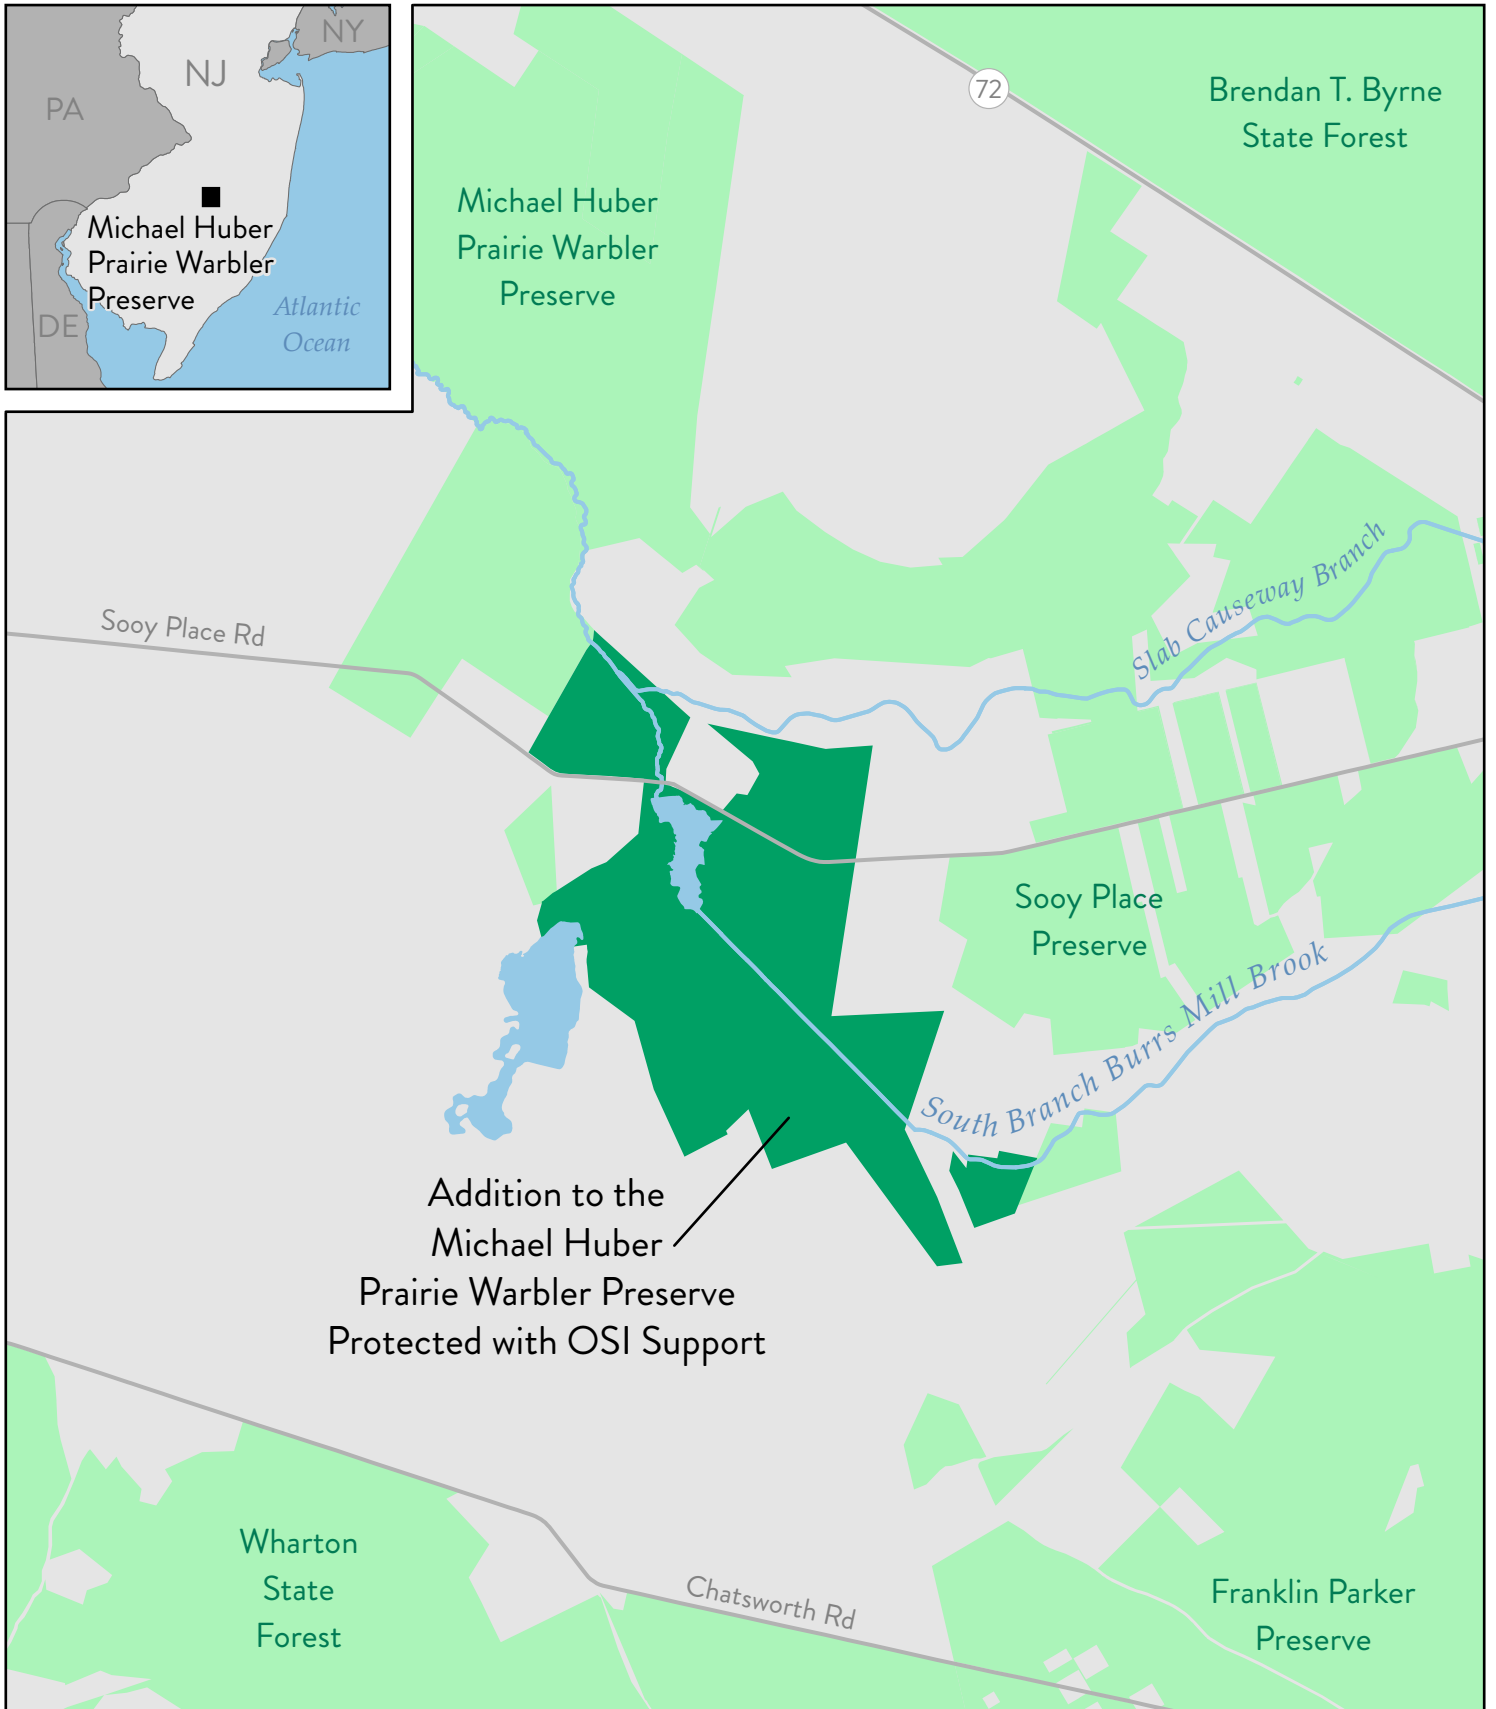 NY
NJ
PA
Michael Huber
Prairie Warbler
Preserve
DE
Atlantic
Ocean
72
Brendan T. Byrne
State Forest
Michael Huber
Prairie Warbler
Preserve
Slab Causeway Branch
Sooy Place Rd
Sooy Place
Preserve
South Branch Burrs Mill Brook
Addition to the
Michael Huber
Prairie Warbler Preserve
Protected with OSI Support
Wharton
State
Forest
Chatsworth Rd
Franklin Parker
Preserve